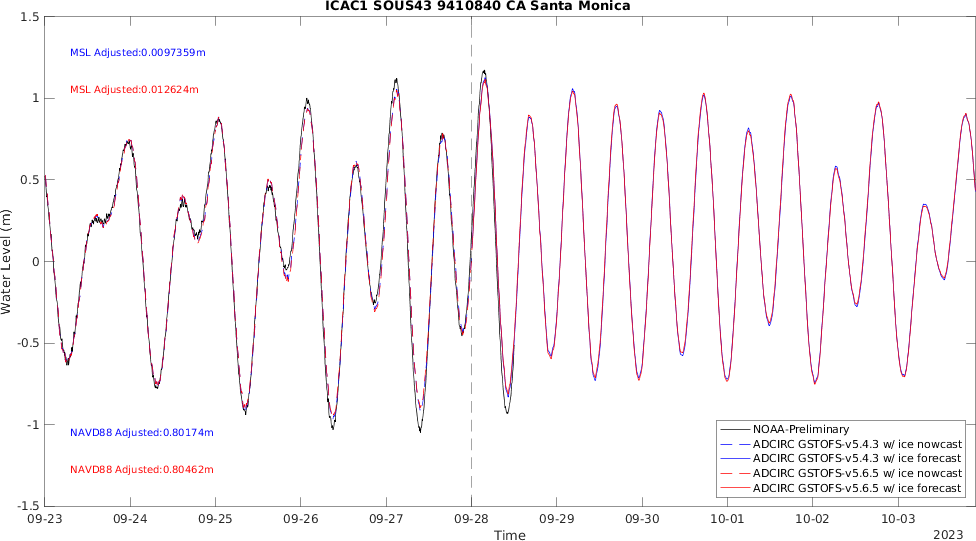 ICAC1 SOUS43 9410840 CA Santa Monica
1.5
MSL Adjusted:0.0097359m
MSL Adjusted:0.012624m
1
0.5
0
-0.5
-1
-1.5
Water Level (m)
NAVD88 Adjusted:0.80174m
NAVD88 Adjusted:0.80462m
NOAA-Preliminary
ADCIRC GSTOFS-v5.4.3 w/ ice nowcast
ADCIRC GSTOFS-v5.4.3 w/ ice forecast
ADCIRC GSTOFS-v5.6.5 w/ ice nowcast
ADCIRC GSTOFS-v5.6.5 w/ ice forecast
09-23 09-24 09-25 09-26 09-27 09-28 09-29 09-30 10-01 10-02 10-03
Time
2023